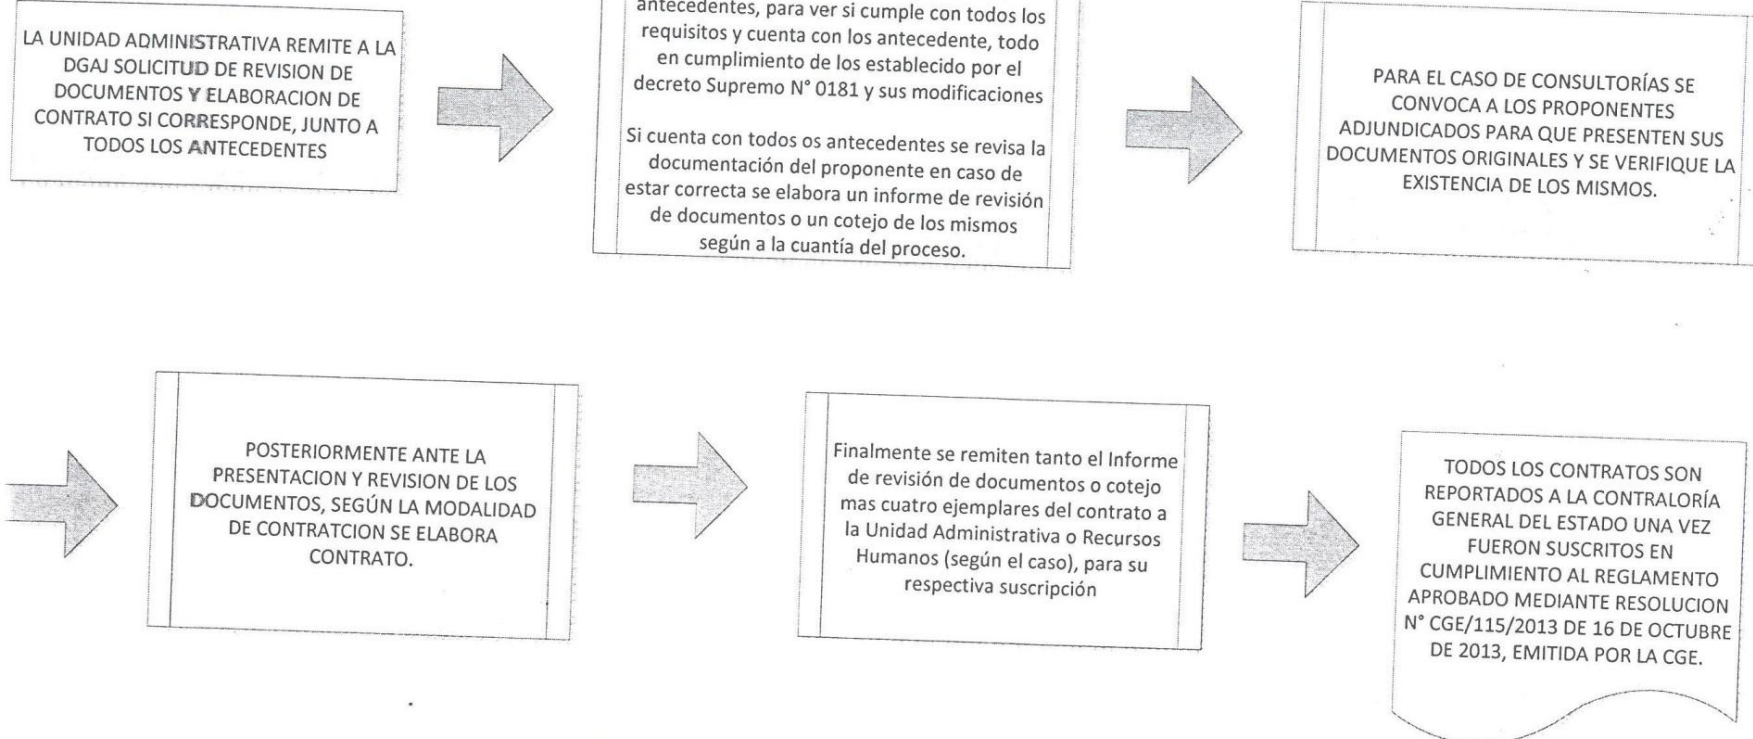 LA UNIDAD ADMINISTRATIVA REMITE A LA
DGAJ SOLICITUD DE REVISION DE
DOCUMENTOS Y ELABORACION DE
CONTRATO SI CORRESPONDE, JUNTO A
TODOS LOS ANTECEDENTES
antecedentes, para ver si cumple con todos los
requisitos y cuenta con los antecedente, todo
en cumplimiento de los establecido por el
decreto Supremo N° 0181 y sus modificaciones
Si cuenta con todos os antecedentes se revisa la
documentación del proponente en caso de
estar correcta se elabora un informe de revisión
de documentos o un cotejo de los mismos
según a la cuantía del proceso.
PARA EL CASO DE CONSULTORÍAS SE
CONVOCA A LOS PROPONENTES
ADJUNDICADOS PARA QUE PRESENTEN SUS
DOCUMENTOS ORIGINALES Y SE VERIFIQUE LA
EXISTENCIA DE LOS MISMOS.
POSTERIORMENTE ANTE LA
PRESENTACION Y REVISION DE LOS
DOCUMENTOS, SEGÚN LA MODALIDAD
DE CONTRATCION SE ELABORA
CONTRATO.
Finalmente se remiten tanto el Informe
de revisión de documentos o cotejo
mas cuatro ejemplares del contrato a
la Unidad Administrativa o Recursos
Humanos (según el caso), para su
respectiva suscripción
TODOS LOS CONTRATOS SON
REPORTADOS A LA CONTRALORÍA
GENERAL DEL ESTADO UNA VEZ
FUERON SUSCRITOS EN
CUMPLIMIENTO AL REGLAMENTO
APROBADO MEDIANTE RESOLUCION
N° CGE/115/2013 DE 16 DE OCTUBRE
DE 2013, EMITIDA POR LA CGE.